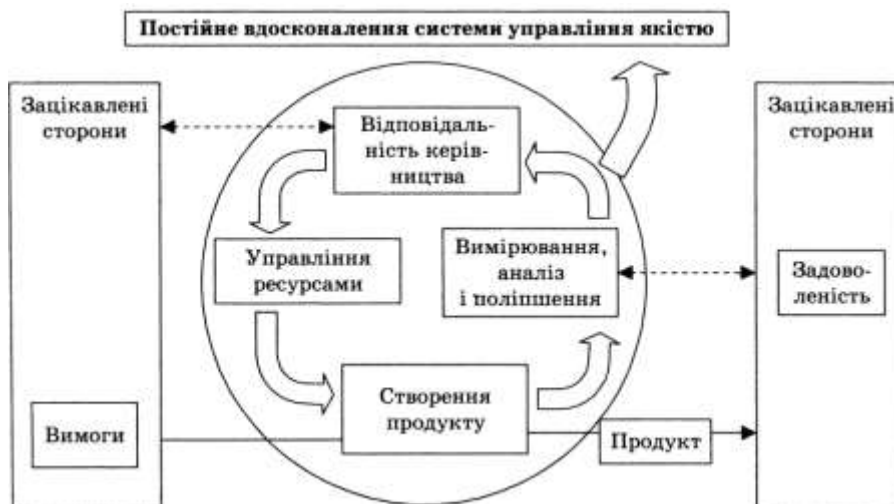 Постійне вдосконалення системи управління якістю
Зацікавлені
сторони
Відповідаль-
ність керів-
ництва
Зацікавлені
сторони
Управління
ресурсами
Вимірювання,
аналіз
і поліпшення
Задово-
леність
Створення
продукту
Вимоги
Продукт